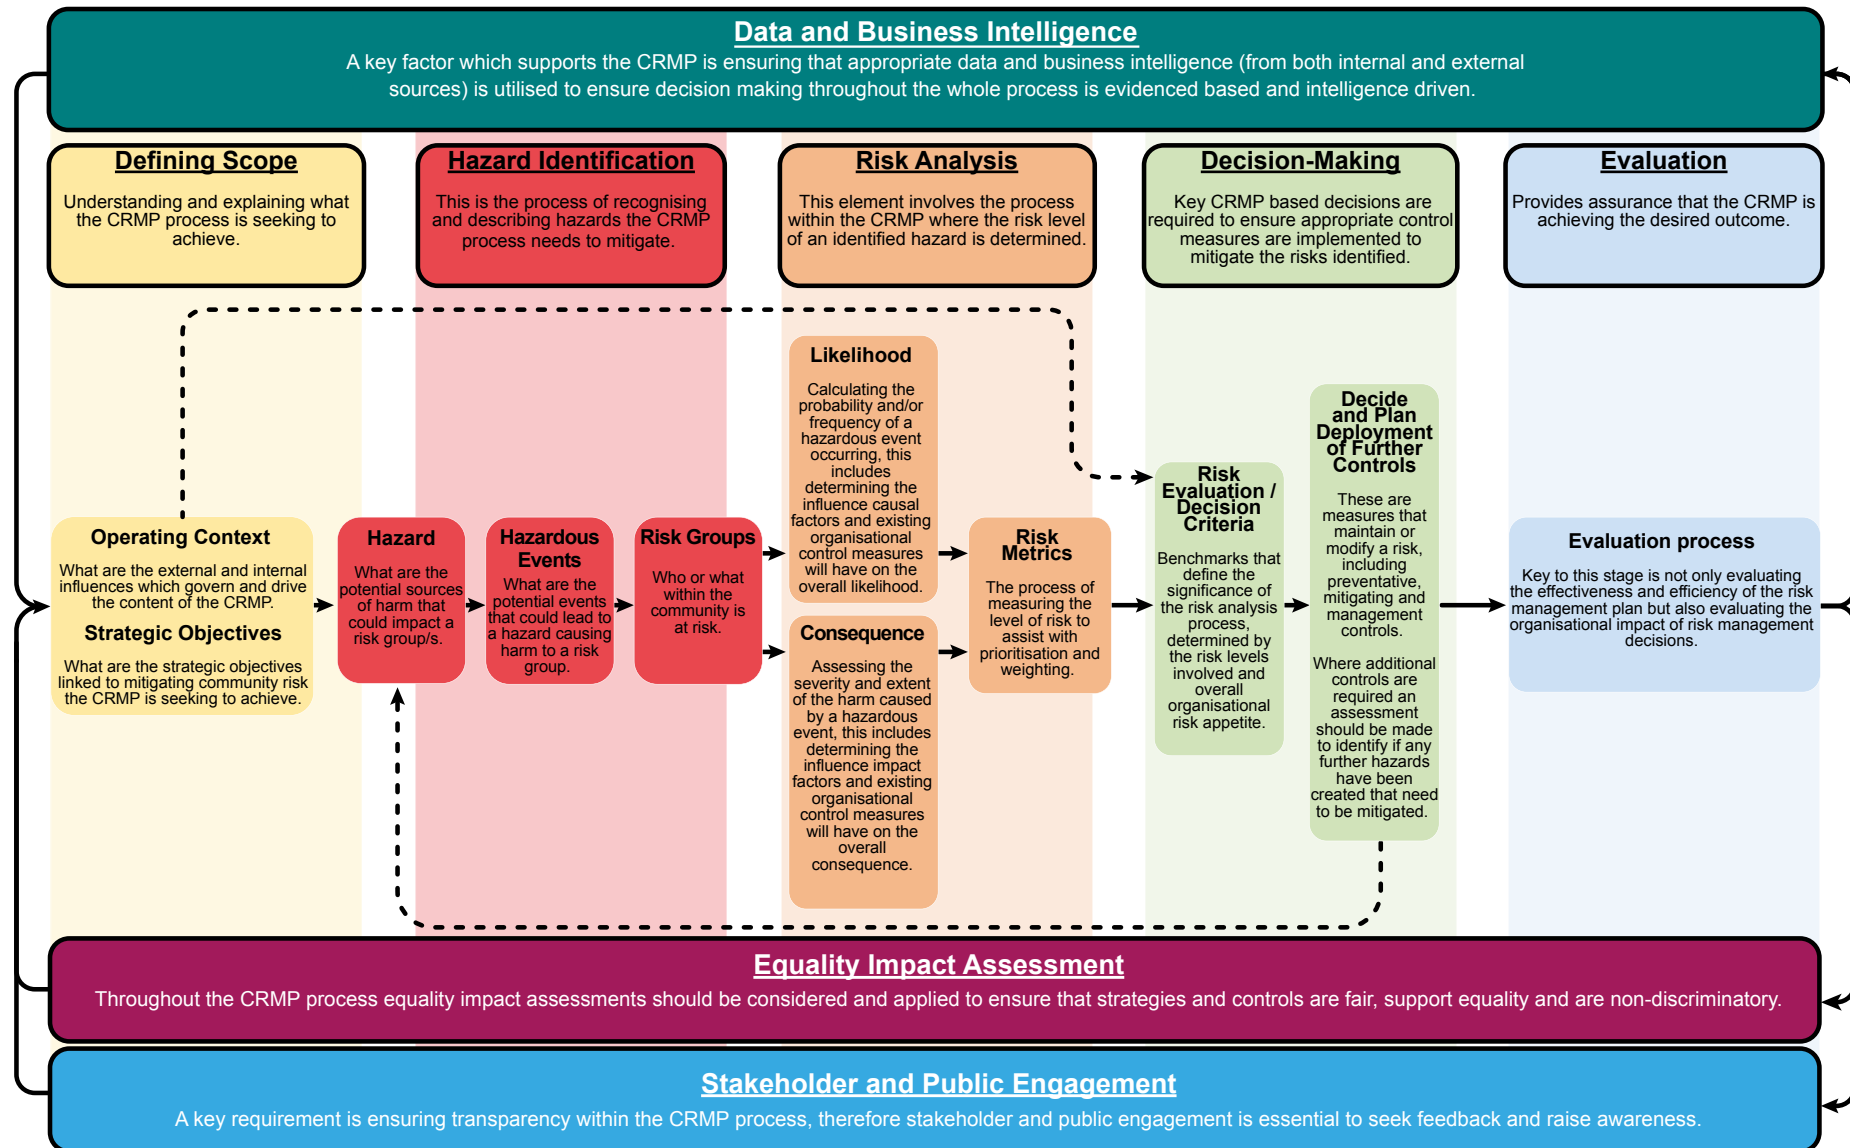 Data and Business Intelligence
A key factor which supports the CRMP is ensuring that appropriate data and business intelligence (from both internal and external
sources) is utilised to ensure decision making throughout the whole process is evidenced based and intelligence driven.
Defining Scope
Understanding and explaining what
the CRMP process is seeking to
achieve.
Hazard Identification
This is the process of recognising
and describing hazards the CRMP
process needs to mitigate.
Risk Analysis
This element involves the process
within the CRMP where the risk level
of an identified hazard is determined.
Decision-Making
Key CRMP based decisions are
required to ensure appropriate control
measures are implemented to
mitigate the risks identified.
Evaluation
Provides assurance that the CRMP is
achieving the desired outcome.
Operating Context
What are the external and internal
influences which govern and drive
the content of the CRMP.
Strategic Objectives
What are the strategic objectives
linked to mitigating community risk
the CRMP is seeking to achieve.
Hazard
What are the
potential sources
of harm that
could impact a
risk group/s.
Hazardous
Events
What are the
potential events
that could lead to
a hazard causing
harm to a risk
group.
Risk Groups
Who or what
within the
community is
at risk.
Likelihood
Calculating the
probability and/or
frequency of a
hazardous event
occurring, this
includes
determining the
influence causal
factors and existing
organisational
control measures
will have on the
overall likelihood.
Consequence
Assessing the
severity and extent
of the harm caused
by a hazardous
event, this includes
determining the
influence impact
factors and existing
organisational
control measures
will have on the
overall
consequence.
Risk
Metrics
The process of
measuring the
level of risk to
assist with
prioritisation and
weighting.
Risk
Evaluation /
Decision
Criteria
Benchmarks that
define the
significance of
the risk analysis
process,
determined by
the risk levels
involved and
overall
organisational
risk appetite.
Decide
and Plan
Deployment
of Further
Controls
These are
measures that
maintain or
modify a risk,
including
preventative,
mitigating and
management
controls.
Where additional
controls are
required an
assessment
should be made
to identify if any
further hazards
have been
created that need
to be mitigated.
Evaluation process
Key to this stage is not only evaluating
the effectiveness and efficiency of the risk
management plan but also evaluating the
organisational impact of risk management
decisions.
Equality Impact Assessment
Throughout the CRMP process equality impact assessments should be considered and applied to ensure that strategies and controls are fair, support equality and are non-discriminatory.
Stakeholder and Public Engagement
A key requirement is ensuring transparency within the CRMP process, therefore stakeholder and public engagement is essential to seek feedback and raise awareness.